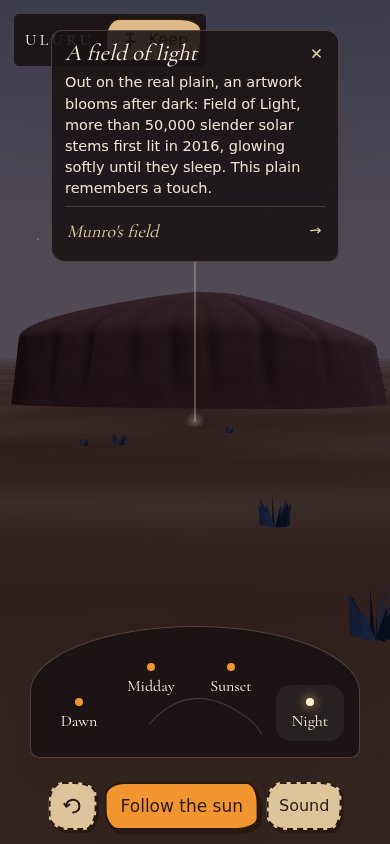 ULURU
Keep
A field of light
×
Out on the real plain, an artwork
blooms after dark: Field of Light,
more than 50,000 slender solar
stems first lit in 2016, glowing
softly until they sleep. This plain
remembers a touch.
Munro's field →
Midday
Sunset
Dawn
Night
Follow the sun
Sound